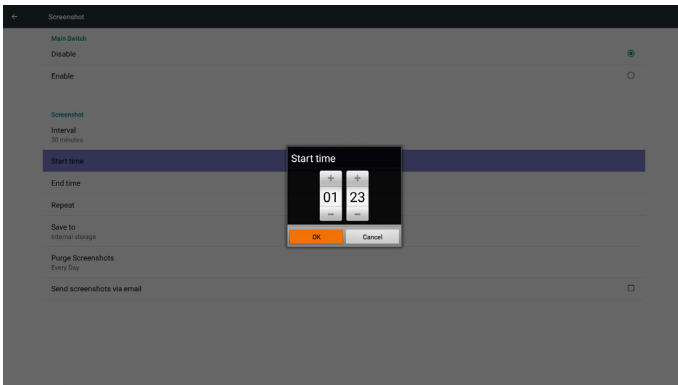 Screenshot
Main Switch
Disable
Enable
Screenshot
Interval
30 minutes
Start time
End time
Repeat
Save to
Internal storage
Purge Screenshots
Every Day
Send screenshots via email
Start time
+ +
01 23
- -
OK Cancel